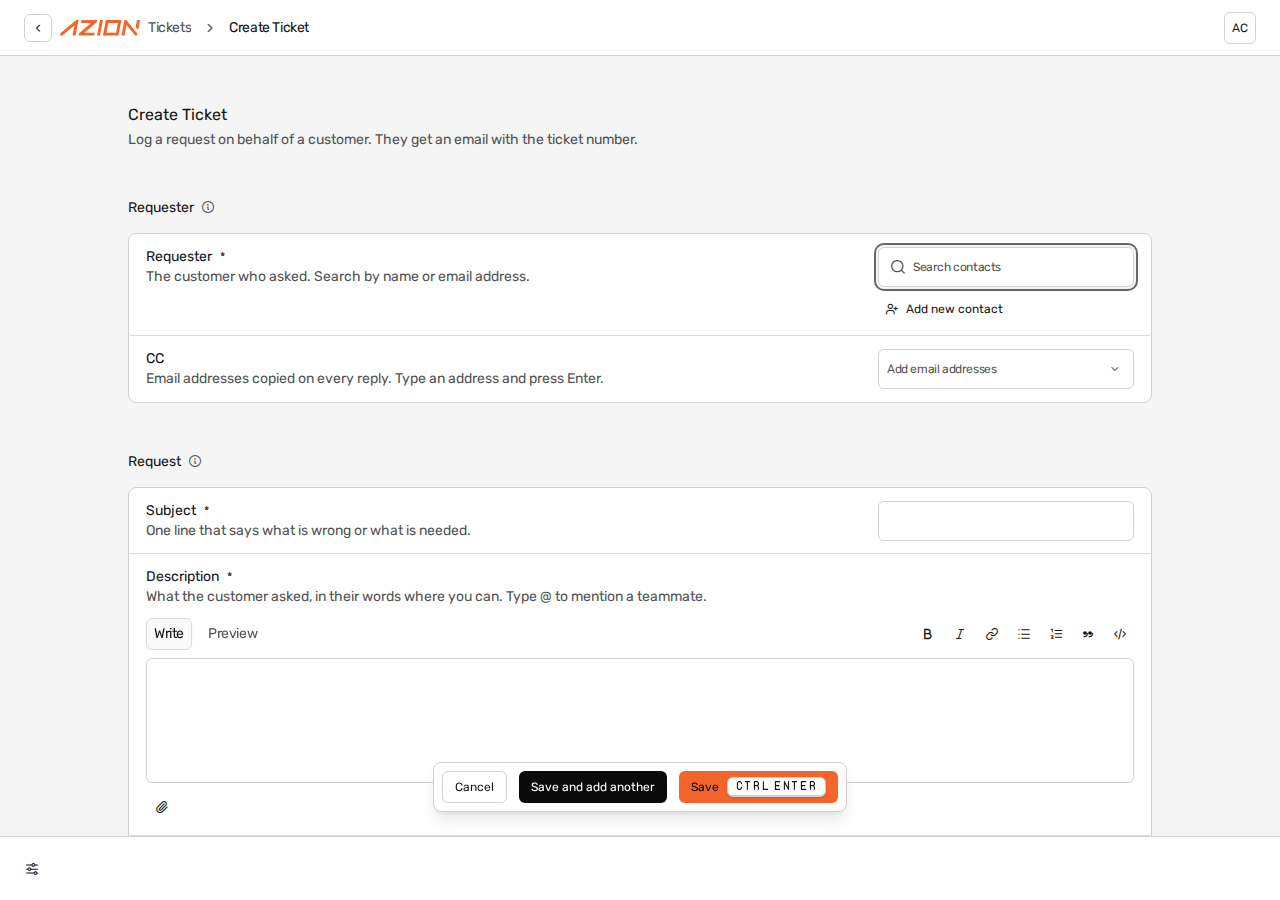 AZION Tickets Create Ticket AC
Create Ticket
Log a request on behalf of a customer. They get an email with the ticket number.
Requester
Requester *
The customer who asked. Search by name or email address.
Search contacts
Add new contact
CC
Email addresses copied on every reply. Type an address and press Enter.
Add email addresses
Request
Subject *
One line that says what is wrong or what is needed.
Description *
What the customer asked, in their words where you can. Type @ to mention a teammate.
Write Preview
Cancel Save and add another Save CTRL ENTER